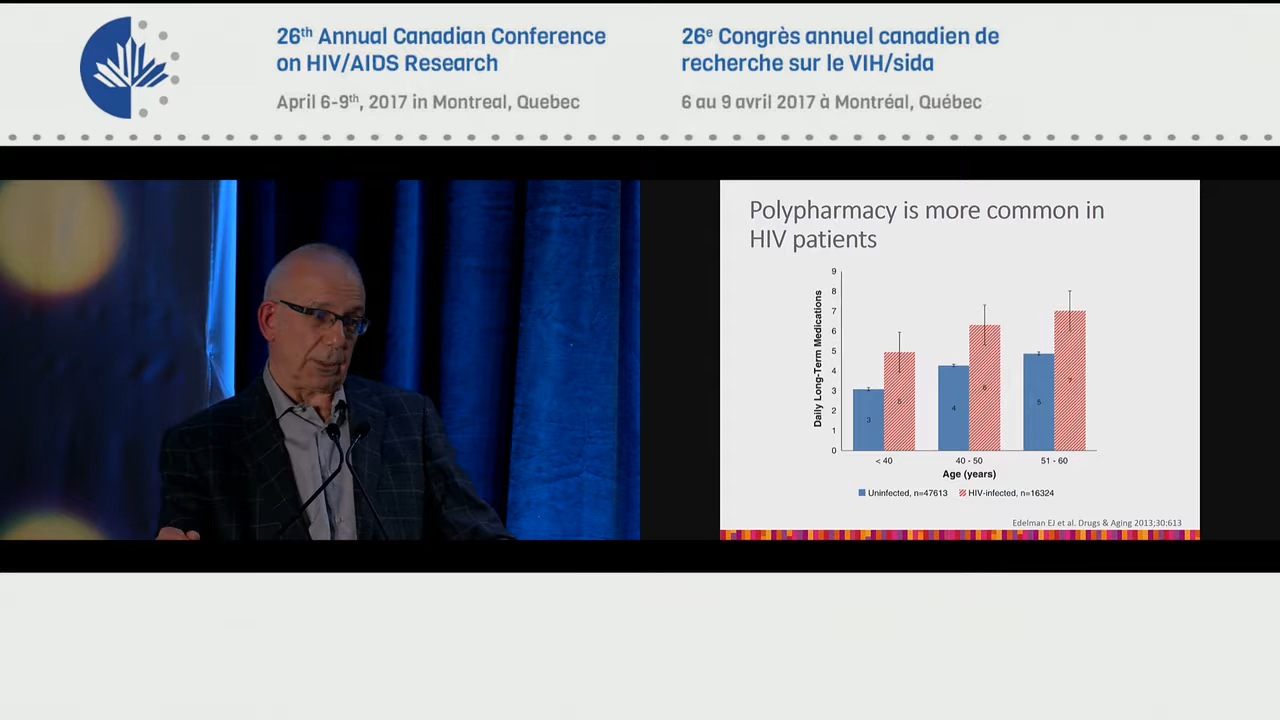 26th Annual Canadian Conference
on HIV/AIDS Research
April 6-9th, 2017 in Montreal, Quebec
26e Congrès annuel canadien de
recherche sur le VIH/sida
6 au 9 avril 2017 à Montréal, Québec
Polypharmacy is more common in
HIV patients
Daily Long-Term Medications
9
8
7
6
5
4
3
2
1
0
3
5
4
6
5
7
< 40
40 - 50
51 - 60
Age (years)
Uninfected, n=47613
HIV-infected, n=16324
Edelman EJ et al. Drugs & Aging 2013;30:613